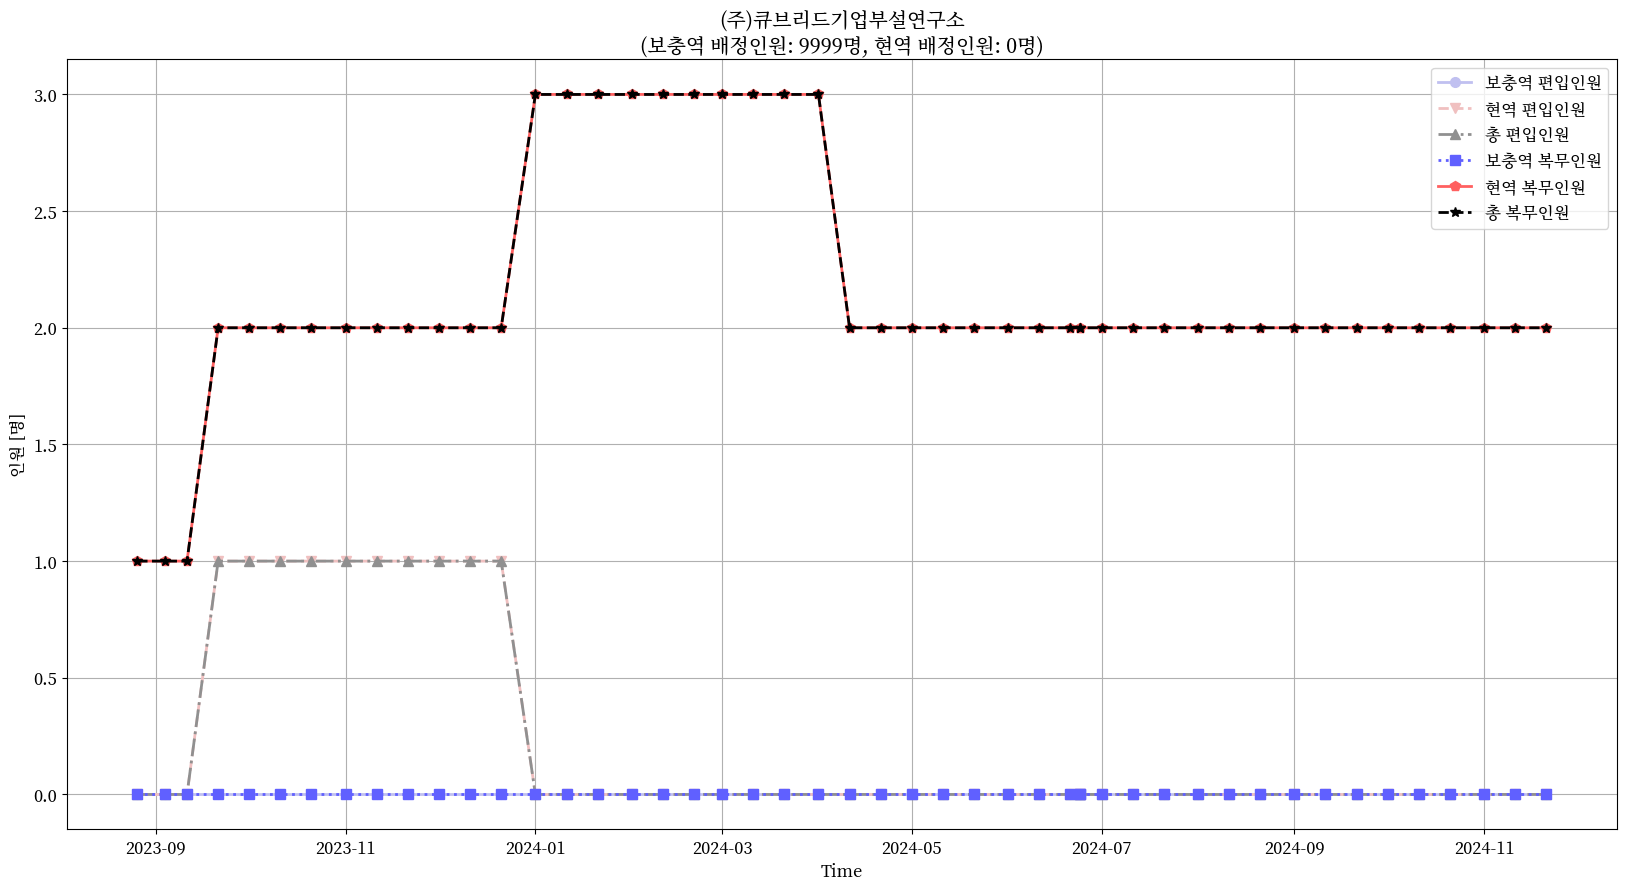 (주)큐브리드기업부설연구소
(보충역 배정인원: 9999명, 현역 배정인원: 0명)
보충역 편입인원
현역 편입인원
총 편입인원
보충역 복무인원
현역 복무인원
총 복무인원
3.0
2.5
2.0
1.5
1.0
0.5
0.0
인원 [명]
2023-09
2023-11
2024-01
2024-03
2024-05
2024-07
2024-09
2024-11
Time